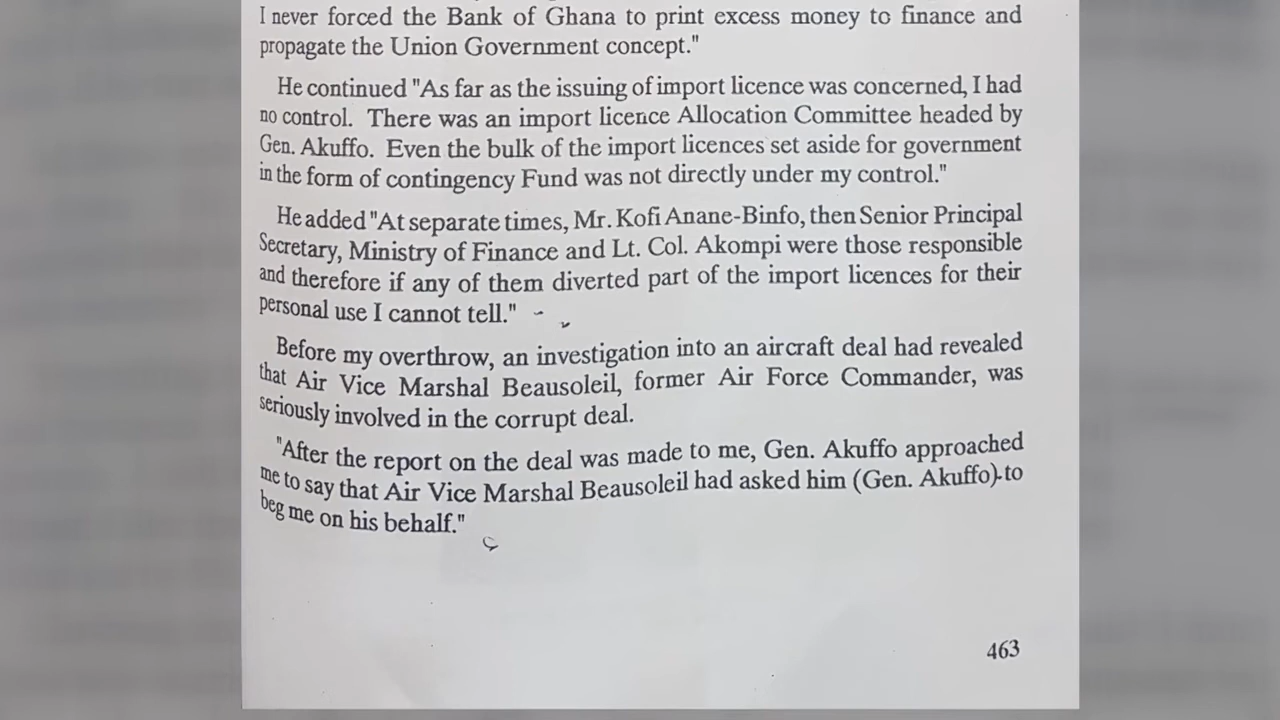 I never forced the Bank of Ghana to print excess money to finance and
propagate the Union Government concept."
He continued "As far as the issuing of import licence was concerned, I had
no control. There was an import licence Allocation Committee headed by
Gen. Akuffo. Even the bulk of the import licences set aside for government
in the form of contingency Fund was not directly under my control."
He added "At separate times, Mr. Kofi Anane-Binfo, then Senior Principal
Secretary, Ministry of Finance and Lt. Col. Akompi were those responsible
and therefore if any of them diverted part of the import licences for their
personal use I cannot tell."
Before my overthrow, an investigation into an aircraft deal had revealed
that Air Vice Marshal Beausoleil, former Air Force Commander, was
seriously involved in the corrupt deal.
"After the report on the deal was made to me, Gen. Akuffo approached
me to say that Air Vice Marshal Beausoleil had asked him (Gen. Akuffo) to
beg me on his behalf."
463